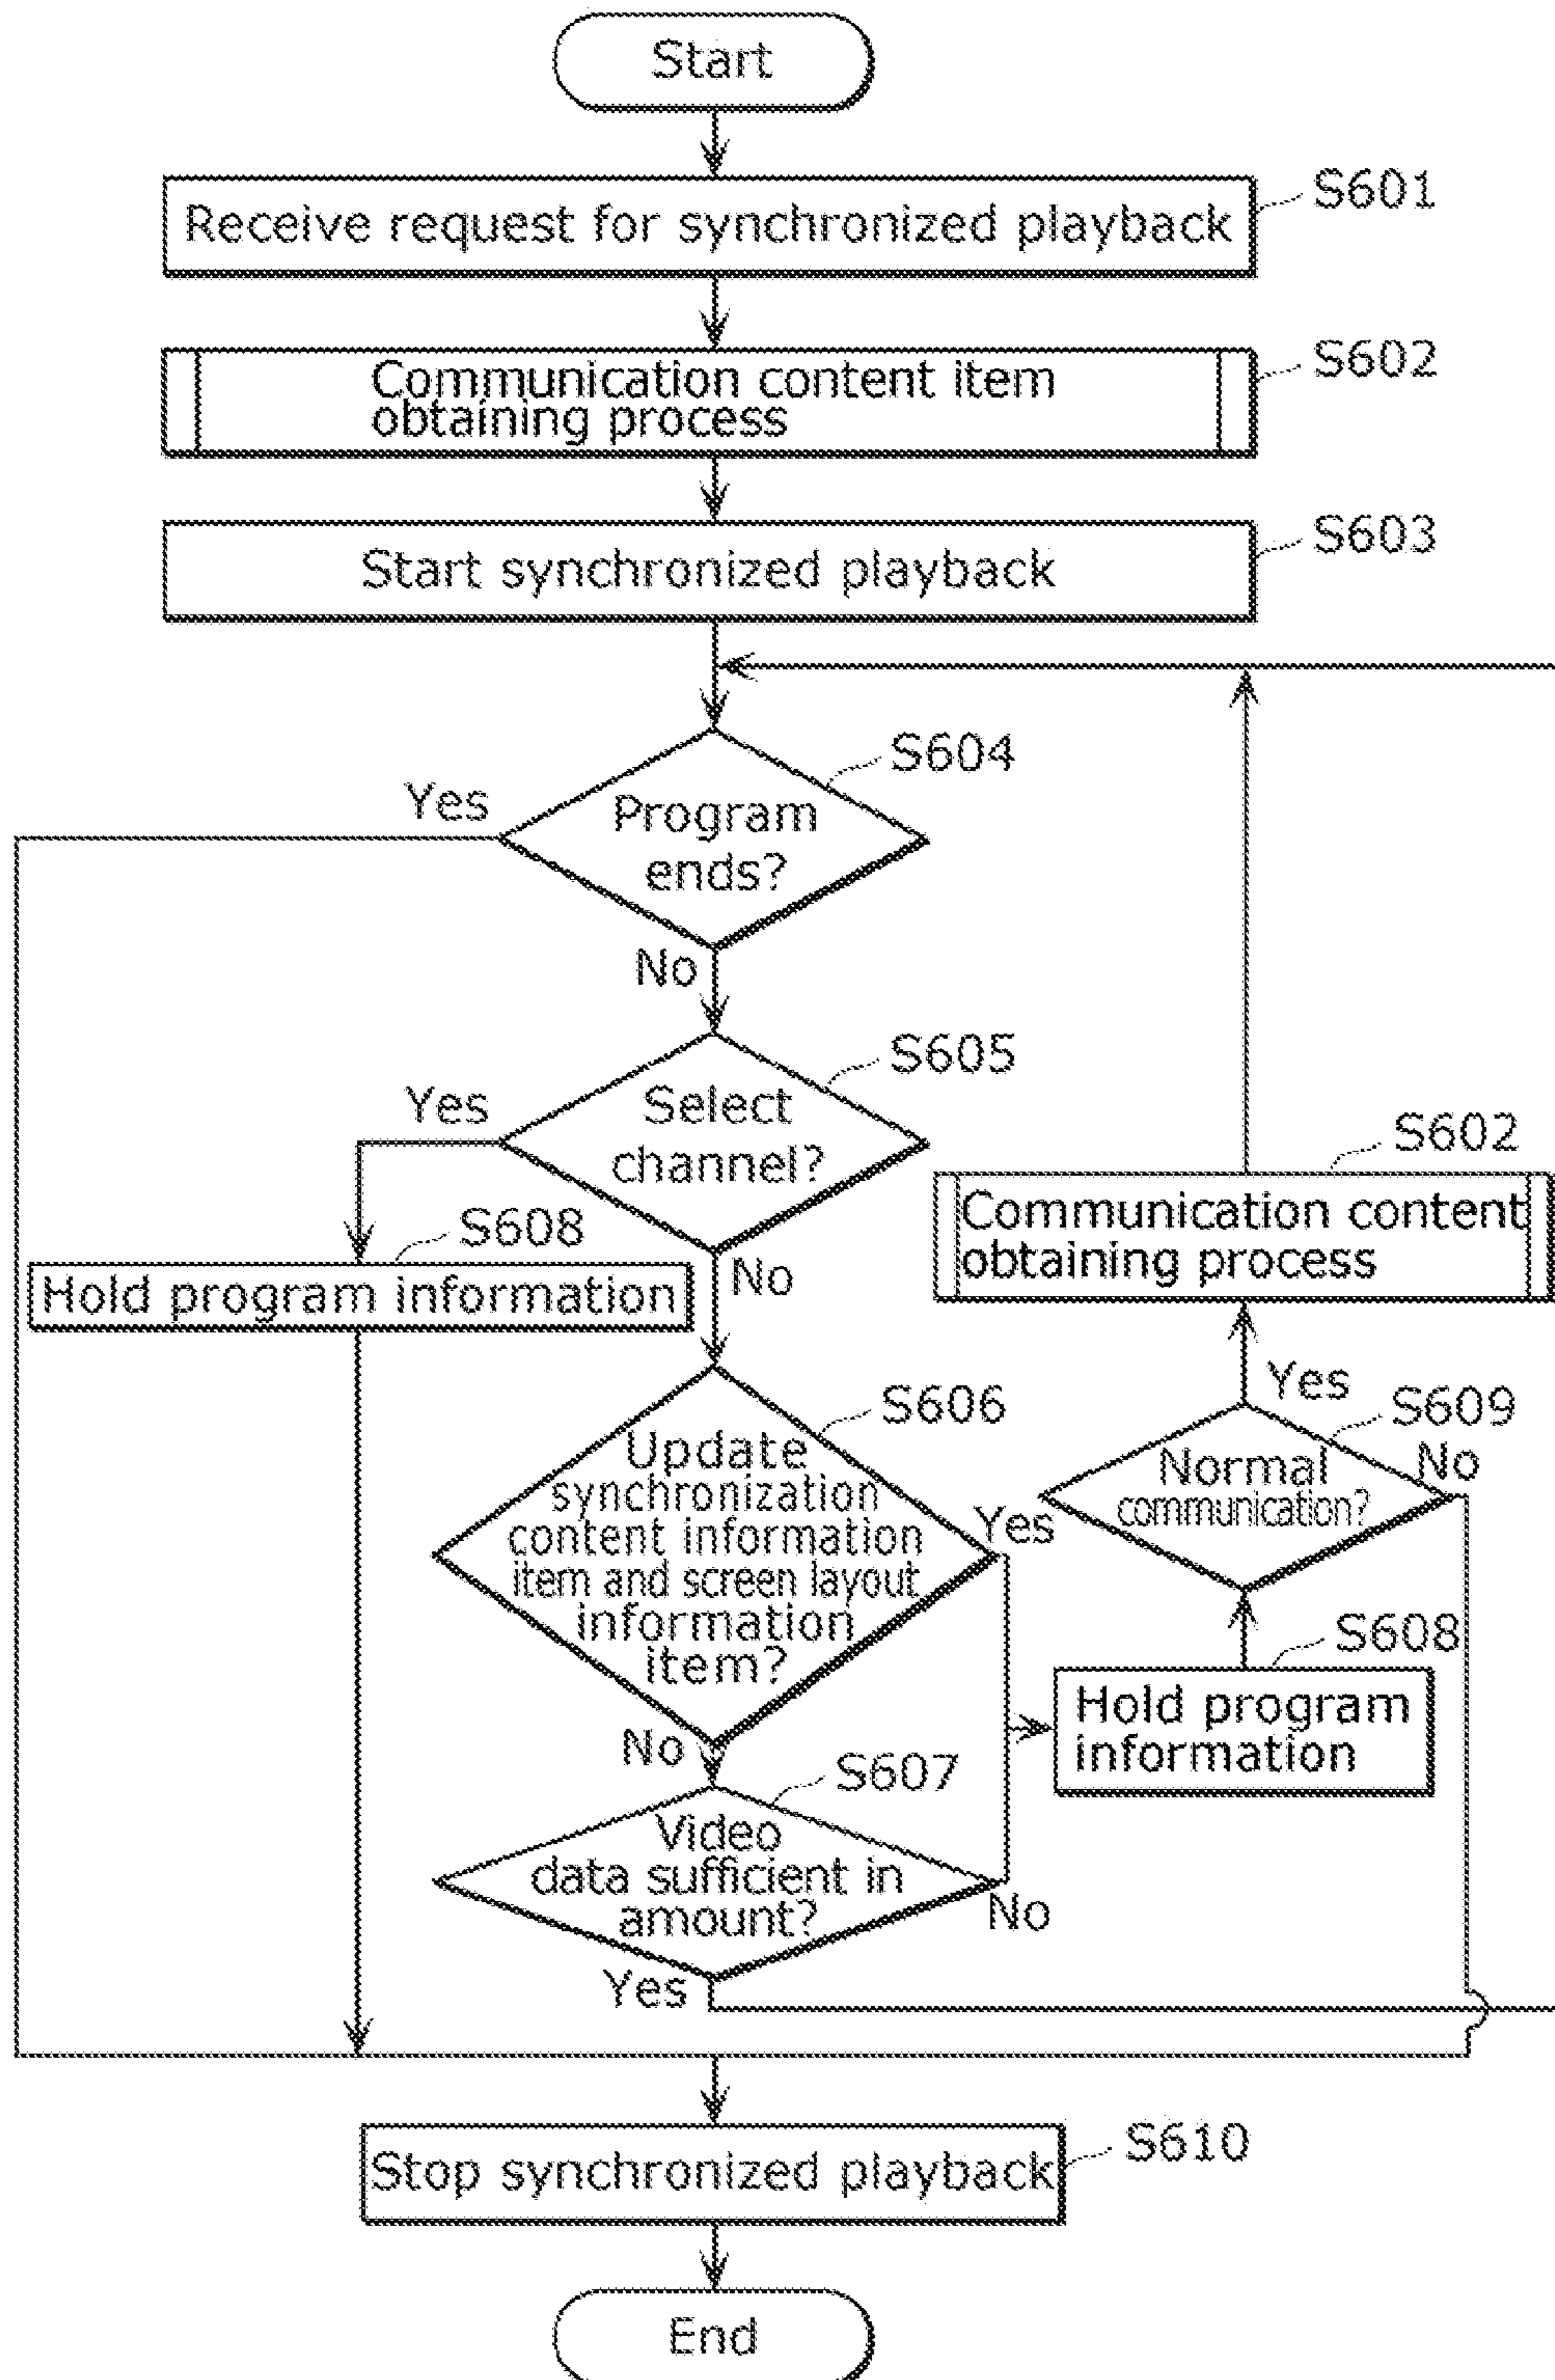 Start
S601
Receive request for synchronized playback
S602
Communication content item
obtaining process
S603
Start synchronized playback
S604
Yes
Program
ends?
No
S605
Yes
Select
channel?
S602
Communication content
obtaining process
S608
No
Hold program information
Yes
S606
S609
Update
synchronization
content information
item and screen layout
information
item?
Yes
Normal
communication?
No
S608
Hold program
information
No
S607
Video
data sufficient in
amount?
No
Yes
S610
Stop synchronized playback
End